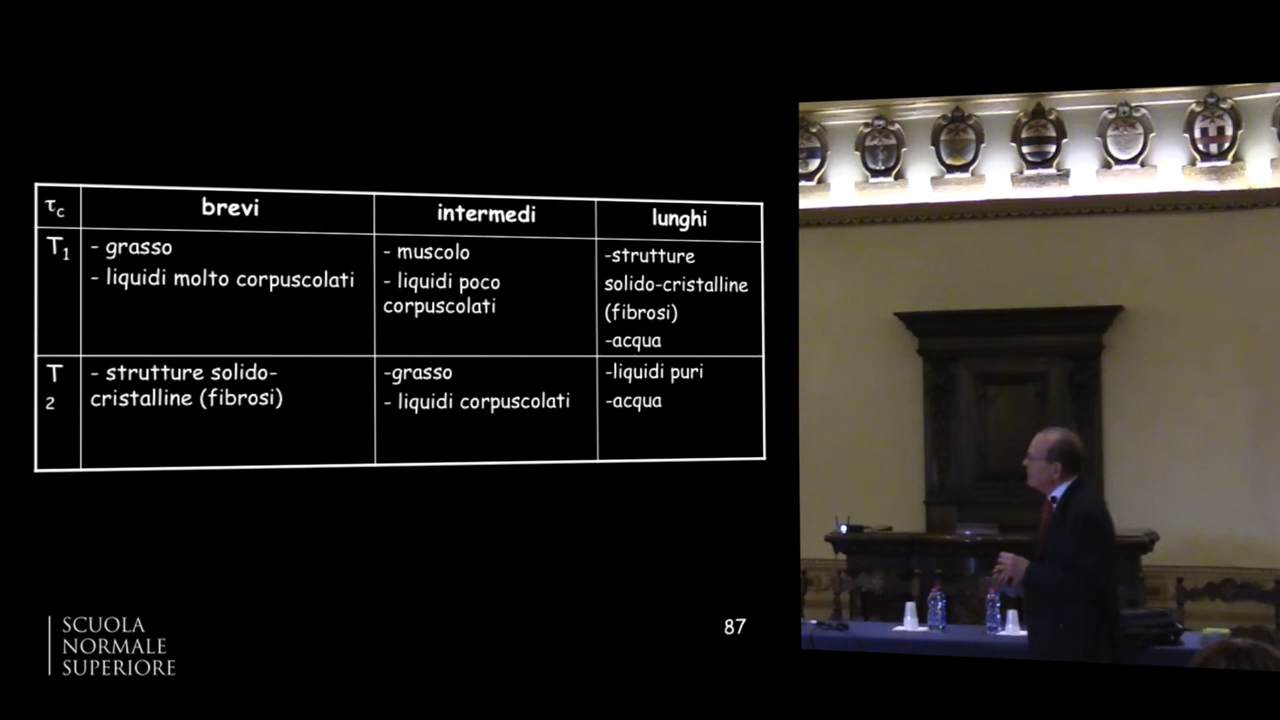 τc brevi intermedi lunghi
T1
- grasso
- liquidi molto corpuscolati
- muscolo
- liquidi poco
corpuscolati
-strutture
solido-cristalline
(fibrosi)
-acqua
T
2
- strutture solido-
cristalline (fibrosi)
-grasso
- liquidi corpuscolati
-liquidi puri
-acqua
87
SCUOLA
NORMALE
SUPERIORE